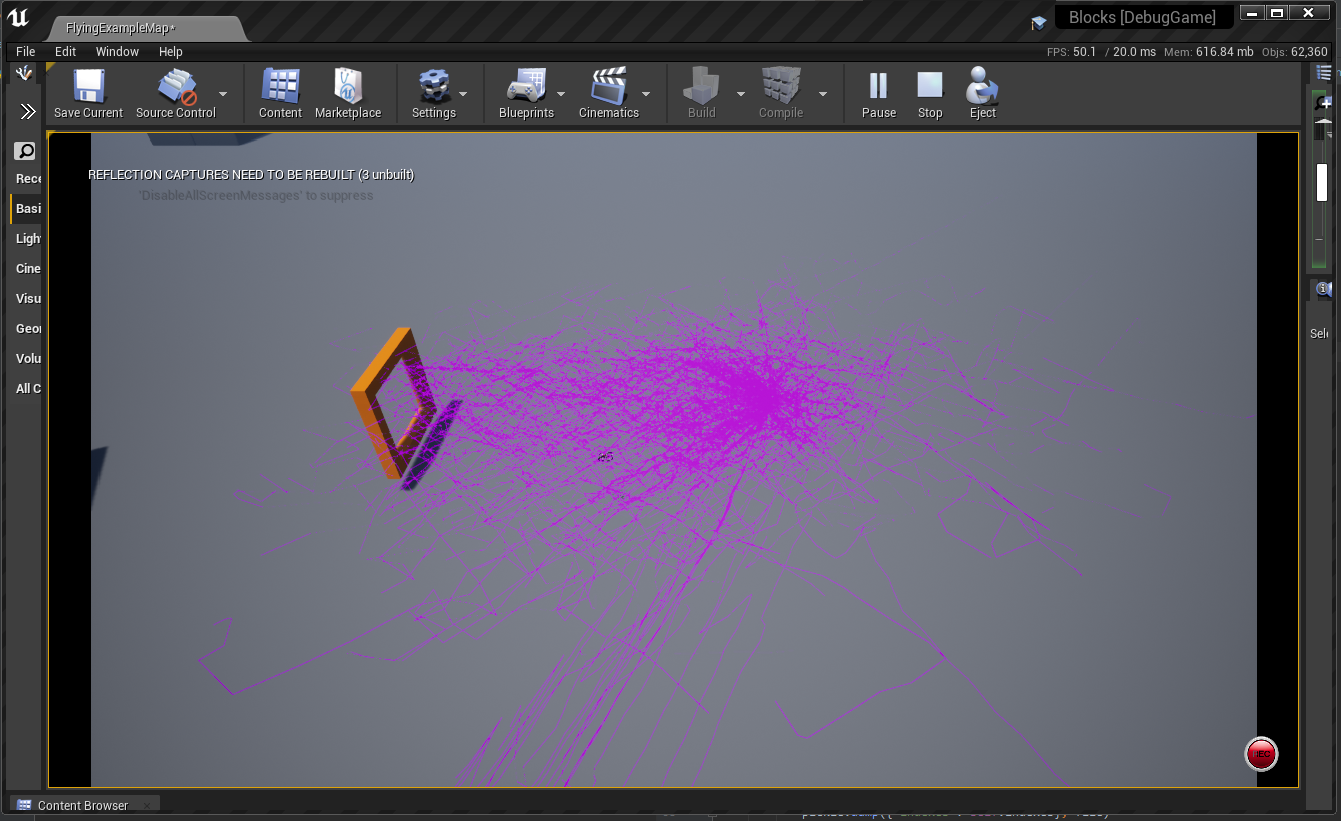 FlyingExampleMap*
Blocks [DebugGame]
File Edit Window Help
FPS: 50.1 / 20.0 ms Mem: 616.84 mb Objs: 62,360
Save Current Source Control Content Marketplace Settings Blueprints Cinematics Build Compile Pause Stop Eject
REFLECTION CAPTURES NEED TO BE REBUILT (3 unbuilt)
'DisableAllScreenMessages' to suppress
Rece
Basi
Ligh
Cine
Visu
Geor
Volu
All C
Sele
REC
Content Browser